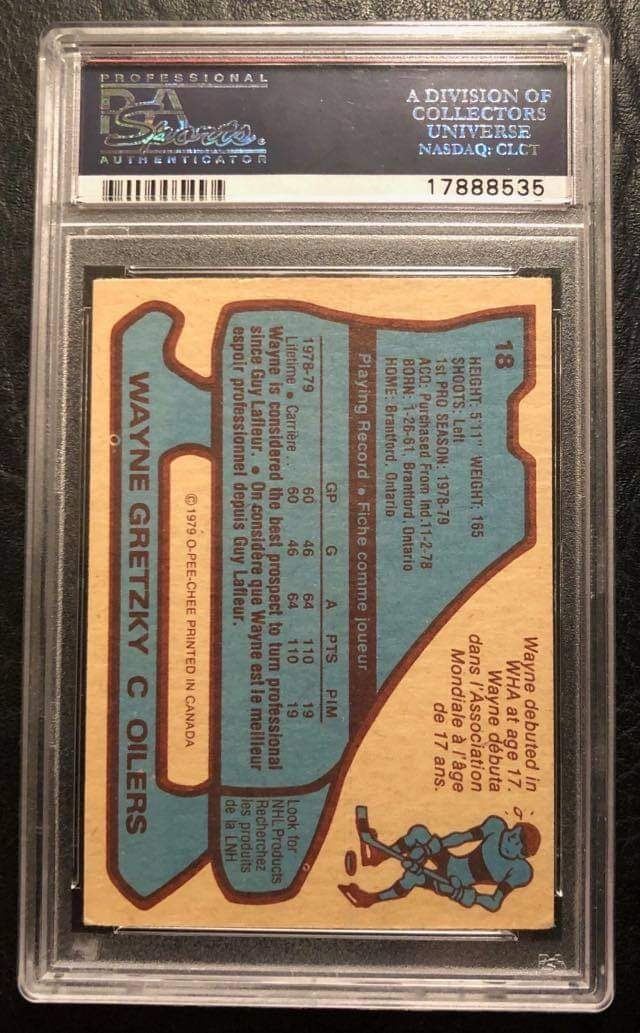 PROFESSIONAL
PSA
Sports
AUTHENTICATOR
A DIVISION OF
COLLECTORS
UNIVERSE
NASDAQ: CLCT
17888535
18
HEIGHT: 5'11" WEIGHT: 165
SHOOTS: Left
1st PRO SEASON: 1978-79
ACQ: Purchased From Ind. 11-2-78
BORN: 1-26-61, Brantford, Ontario
HOME: Brantford, Ontario
Wayne debuted in
WHA at age 17.
Wayne débuta
dans l'Association
Mondiale à l'âge
de 17 ans.
Playing Record • Fiche comme joueur
GP G A PTS PIM
1978-79 60 46 64 110 19
Lifetime • Carrière ... 60 46 64 110 19
Wayne is considered the best prospect to turn professional
since Guy Lafleur. • On considère que Wayne est le meilleur
espoir professionnel depuis Guy Lafleur.
Look for
NHL Products
Recherchez
les produits
de la LNH
© 1979 O-PEE-CHEE PRINTED IN CANADA
WAYNE GRETZKY C OILERS